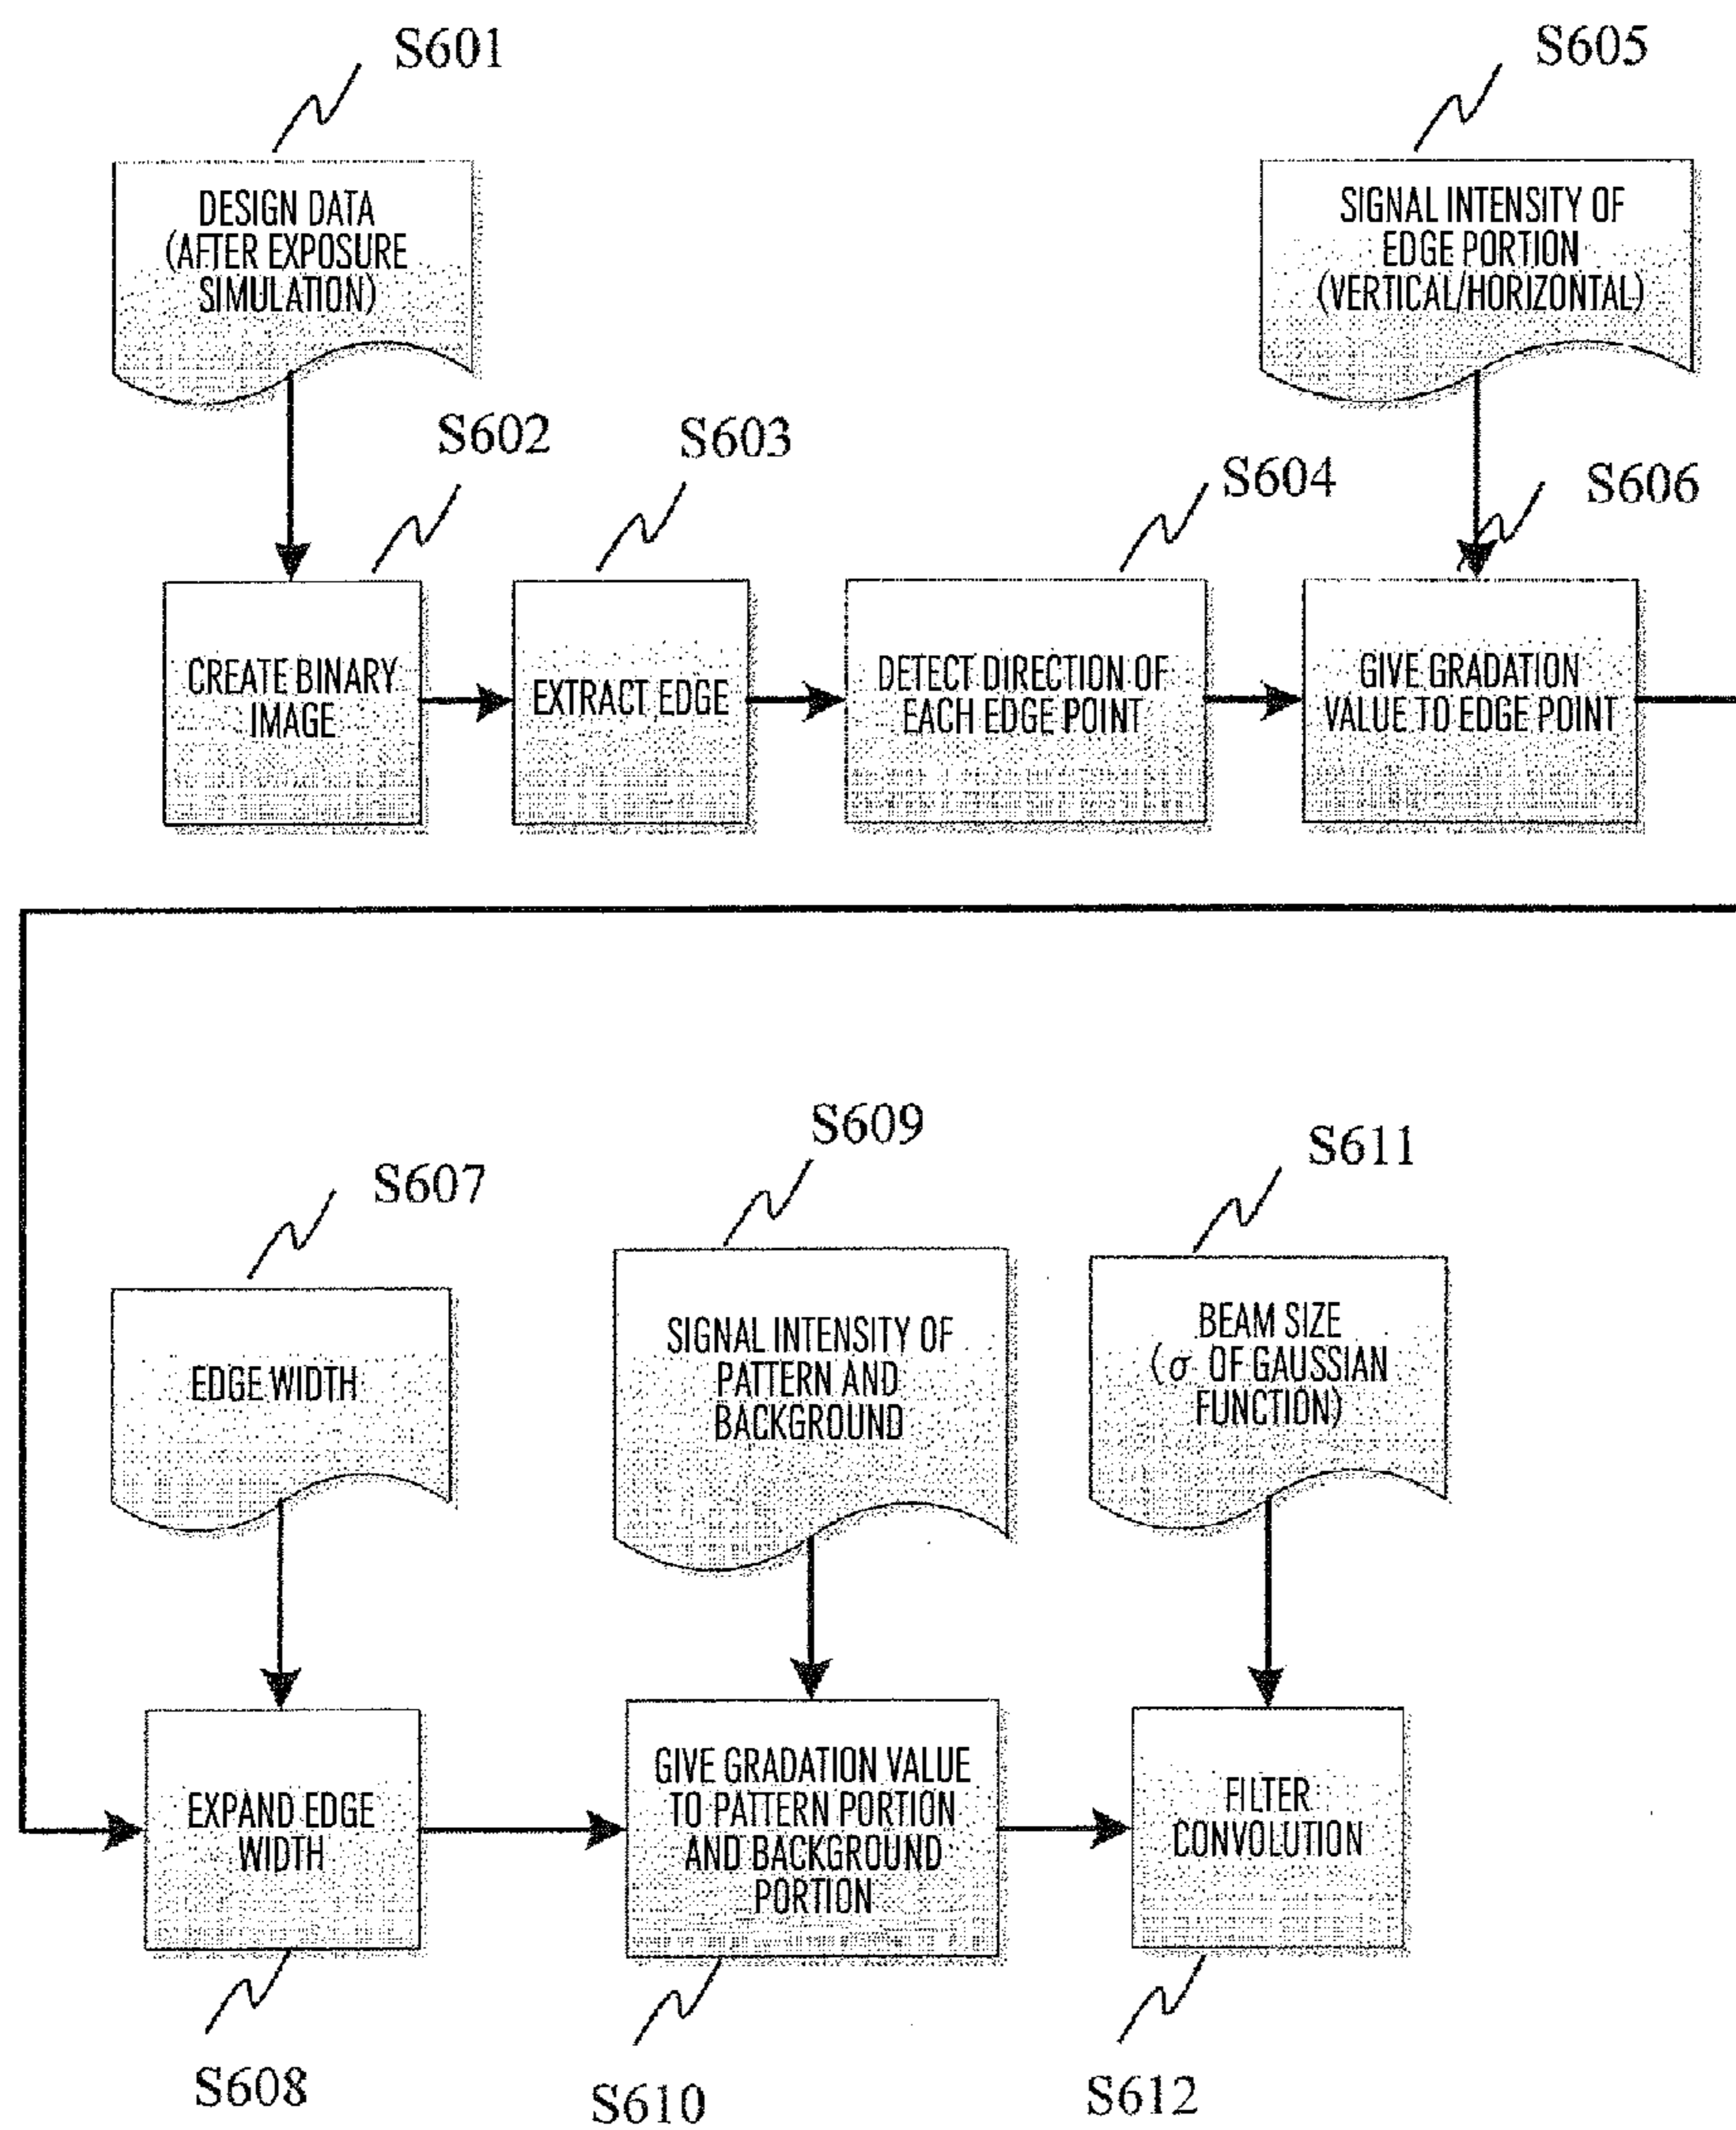 S601
S605
DESIGN DATA
(AFTER EXPOSURE
SIMULATION)
SIGNAL INTENSITY OF
EDGE PORTION
(VERTICAL/HORIZONTAL)
S602
S603
S604
S606
CREATE BINARY
IMAGE
EXTRACT EDGE
DETECT DIRECTION OF
EACH EDGE POINT
GIVE GRADATION
VALUE TO EDGE POINT
S607
S609
S611
EDGE WIDTH
SIGNAL INTENSITY OF
PATTERN AND
BACKGROUND
BEAM SIZE
(σ OF GAUSSIAN
FUNCTION)
EXPAND EDGE
WIDTH
GIVE GRADATION VALUE
TO PATTERN PORTION
AND BACKGROUND
PORTION
FILTER
CONVOLUTION
S608
S610
S612